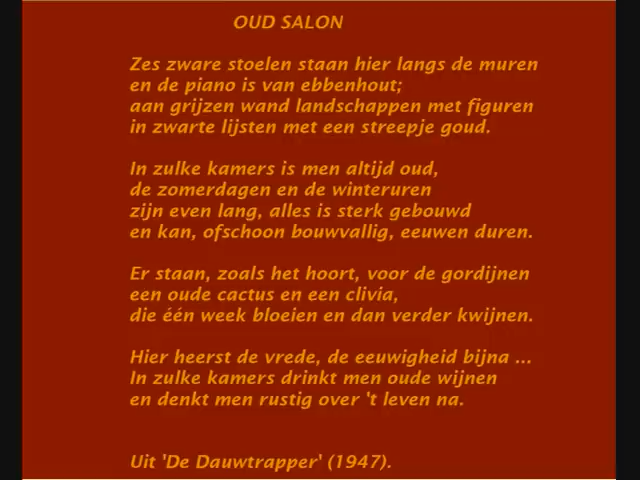 OUD SALON
Zes zware stoelen staan hier langs de muren
en de piano is van ebbenhout;
aan grijzen wand landschappen met figuren
in zwarte lijsten met een streepje goud.
In zulke kamers is men altijd oud,
de zomerdagen en de winteruren
zijn even lang, alles is sterk gebouwd
en kan, ofschoon bouwvallig, eeuwen duren.
Er staan, zoals het hoort, voor de gordijnen
een oude cactus en een clivia,
die één week bloeien en dan verder kwijnen.
Hier heerst de vrede, de eeuwigheid bijna ...
In zulke kamers drinkt men oude wijnen
en denkt men rustig over 't leven na.
Uit 'De Dauwtrapper' (1947).